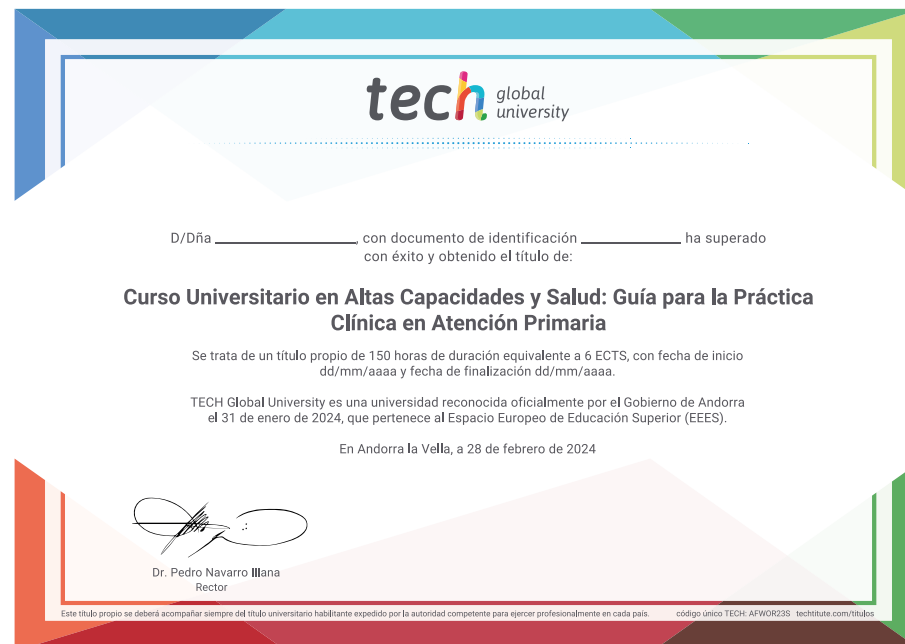 tech global university
D/Dña ____________________, con documento de identificación ______________ ha superado
con éxito y obtenido el título de:
Curso Universitario en Altas Capacidades y Salud: Guía para la Práctica
Clínica en Atención Primaria
Se trata de un título propio de 150 horas de duración equivalente a 6 ECTS, con fecha de inicio
dd/mm/aaaa y fecha de finalización dd/mm/aaaa.
TECH Global University es una universidad reconocida oficialmente por el Gobierno de Andorra
el 31 de enero de 2024, que pertenece al Espacio Europeo de Educación Superior (EEES).
En Andorra la Vella, a 28 de febrero de 2024
Dr. Pedro Navarro Illana
Rector
Este título propio se deberá acompañar siempre del título universitario habilitante expedido por la autoridad competente para ejercer profesionalmente en cada país. código único TECH: AFWOR23S techtitute.com/titulos